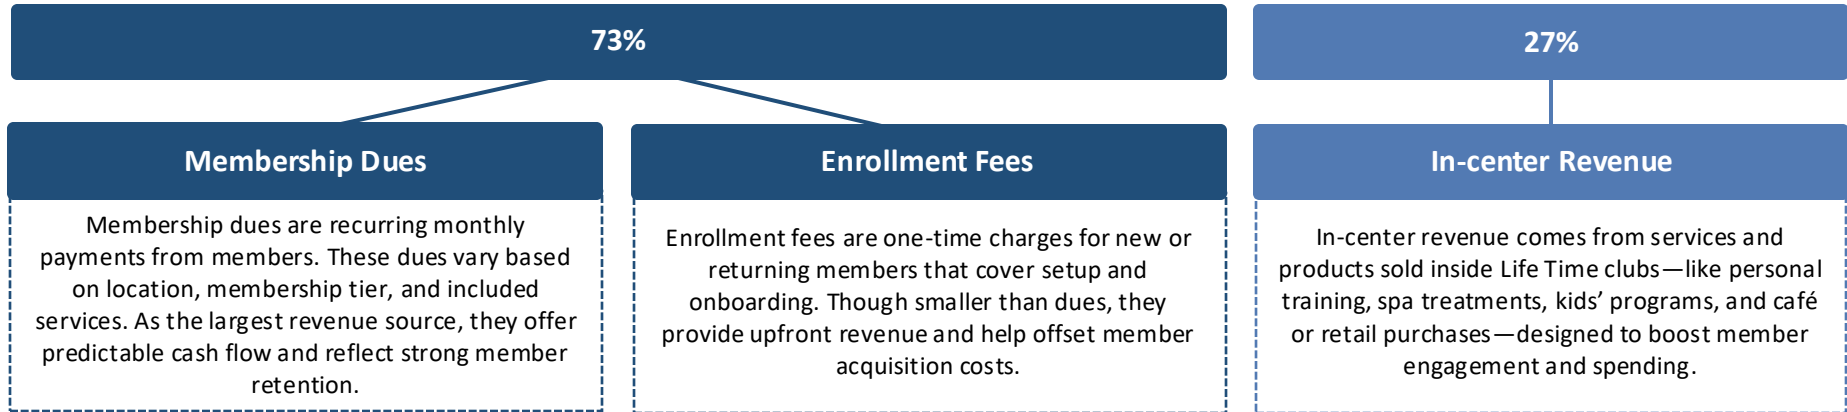 73%
27%
Membership Dues
Enrollment Fees
In-center Revenue
Membership dues are recurring monthly
payments from members. These dues vary based
on location, membership tier, and included
services. As the largest revenue source, they offer
predictable cash flow and reflect strong member
retention.
Enrollment fees are one-time charges for new or
returning members that cover setup and
onboarding. Though smaller than dues, they
provide upfront revenue and help offset member
acquisition costs.
In-center revenue comes from services and
products sold inside Life Time clubs—like personal
training, spa treatments, kids’ programs, and café
or retail purchases—designed to boost member
engagement and spending.